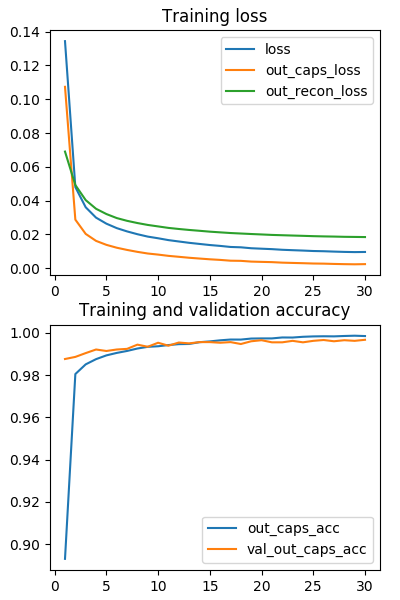 Training loss
0.14
0.12
0.10
0.08
0.06
0.04
0.02
0.00
loss
out_caps_loss
out_recon_loss
0 5 10 15 20 25 30
Training and validation accuracy
1.00
0.98
0.96
0.94
0.92
0.90
out_caps_acc
val_out_caps_acc
0 5 10 15 20 25 30